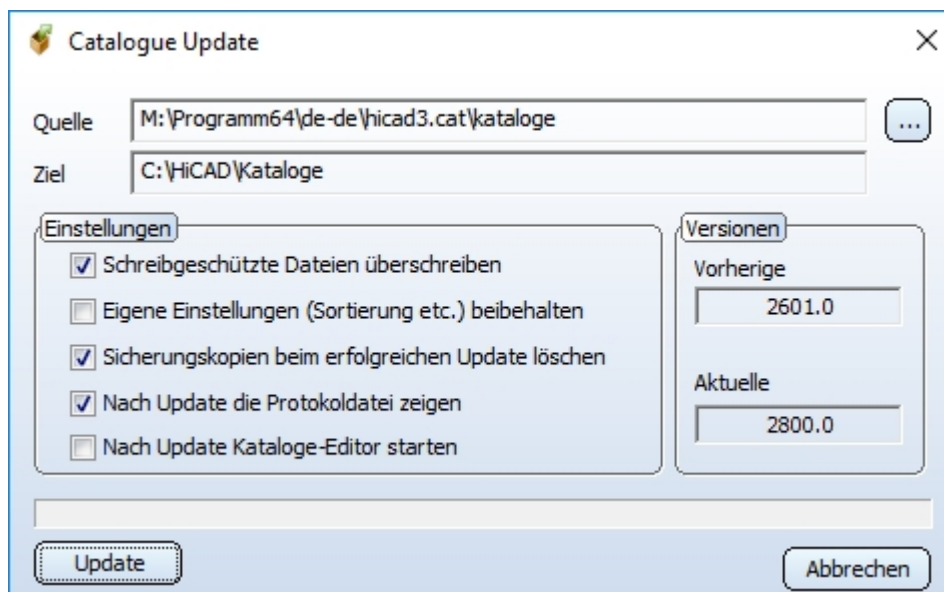 Catalogue Update
Quelle M:\Programm64\de-de\hicad3.cat\kataloge ...
Ziel C:\HiCAD\Kataloge
Einstellungen
Schreibgeschützte Dateien überschreiben
Eigene Einstellungen (Sortierung etc.) beibehalten
Sicherungskopien beim erfolgreichen Update löschen
Nach Update die Protokoldatei zeigen
Nach Update Kataloge-Editor starten
Versionen
Vorherige
2601.0
Aktuelle
2800.0
Update
Abbrechen